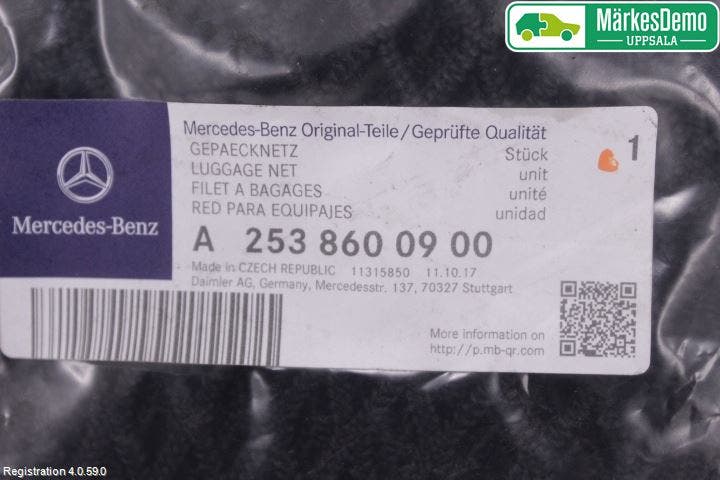 MärkesDemo
UPPSALA
Mercedes-Benz Original-Teile/Geprüfte Qualität
GEPAECKNETZ Stück 1
LUGGAGE NET unit
FILET A BAGAGES unité
RED PARA EQUIPAJES unidad
Mercedes-Benz
A 253 860 09 00
Made in CZECH REPUBLIC 11315850 11.10.17
Daimler AG, Germany, Mercedesstr. 137, 70327 Stuttgart
More information on
http://p.mb-qr.com
Registration 4.0.59.0